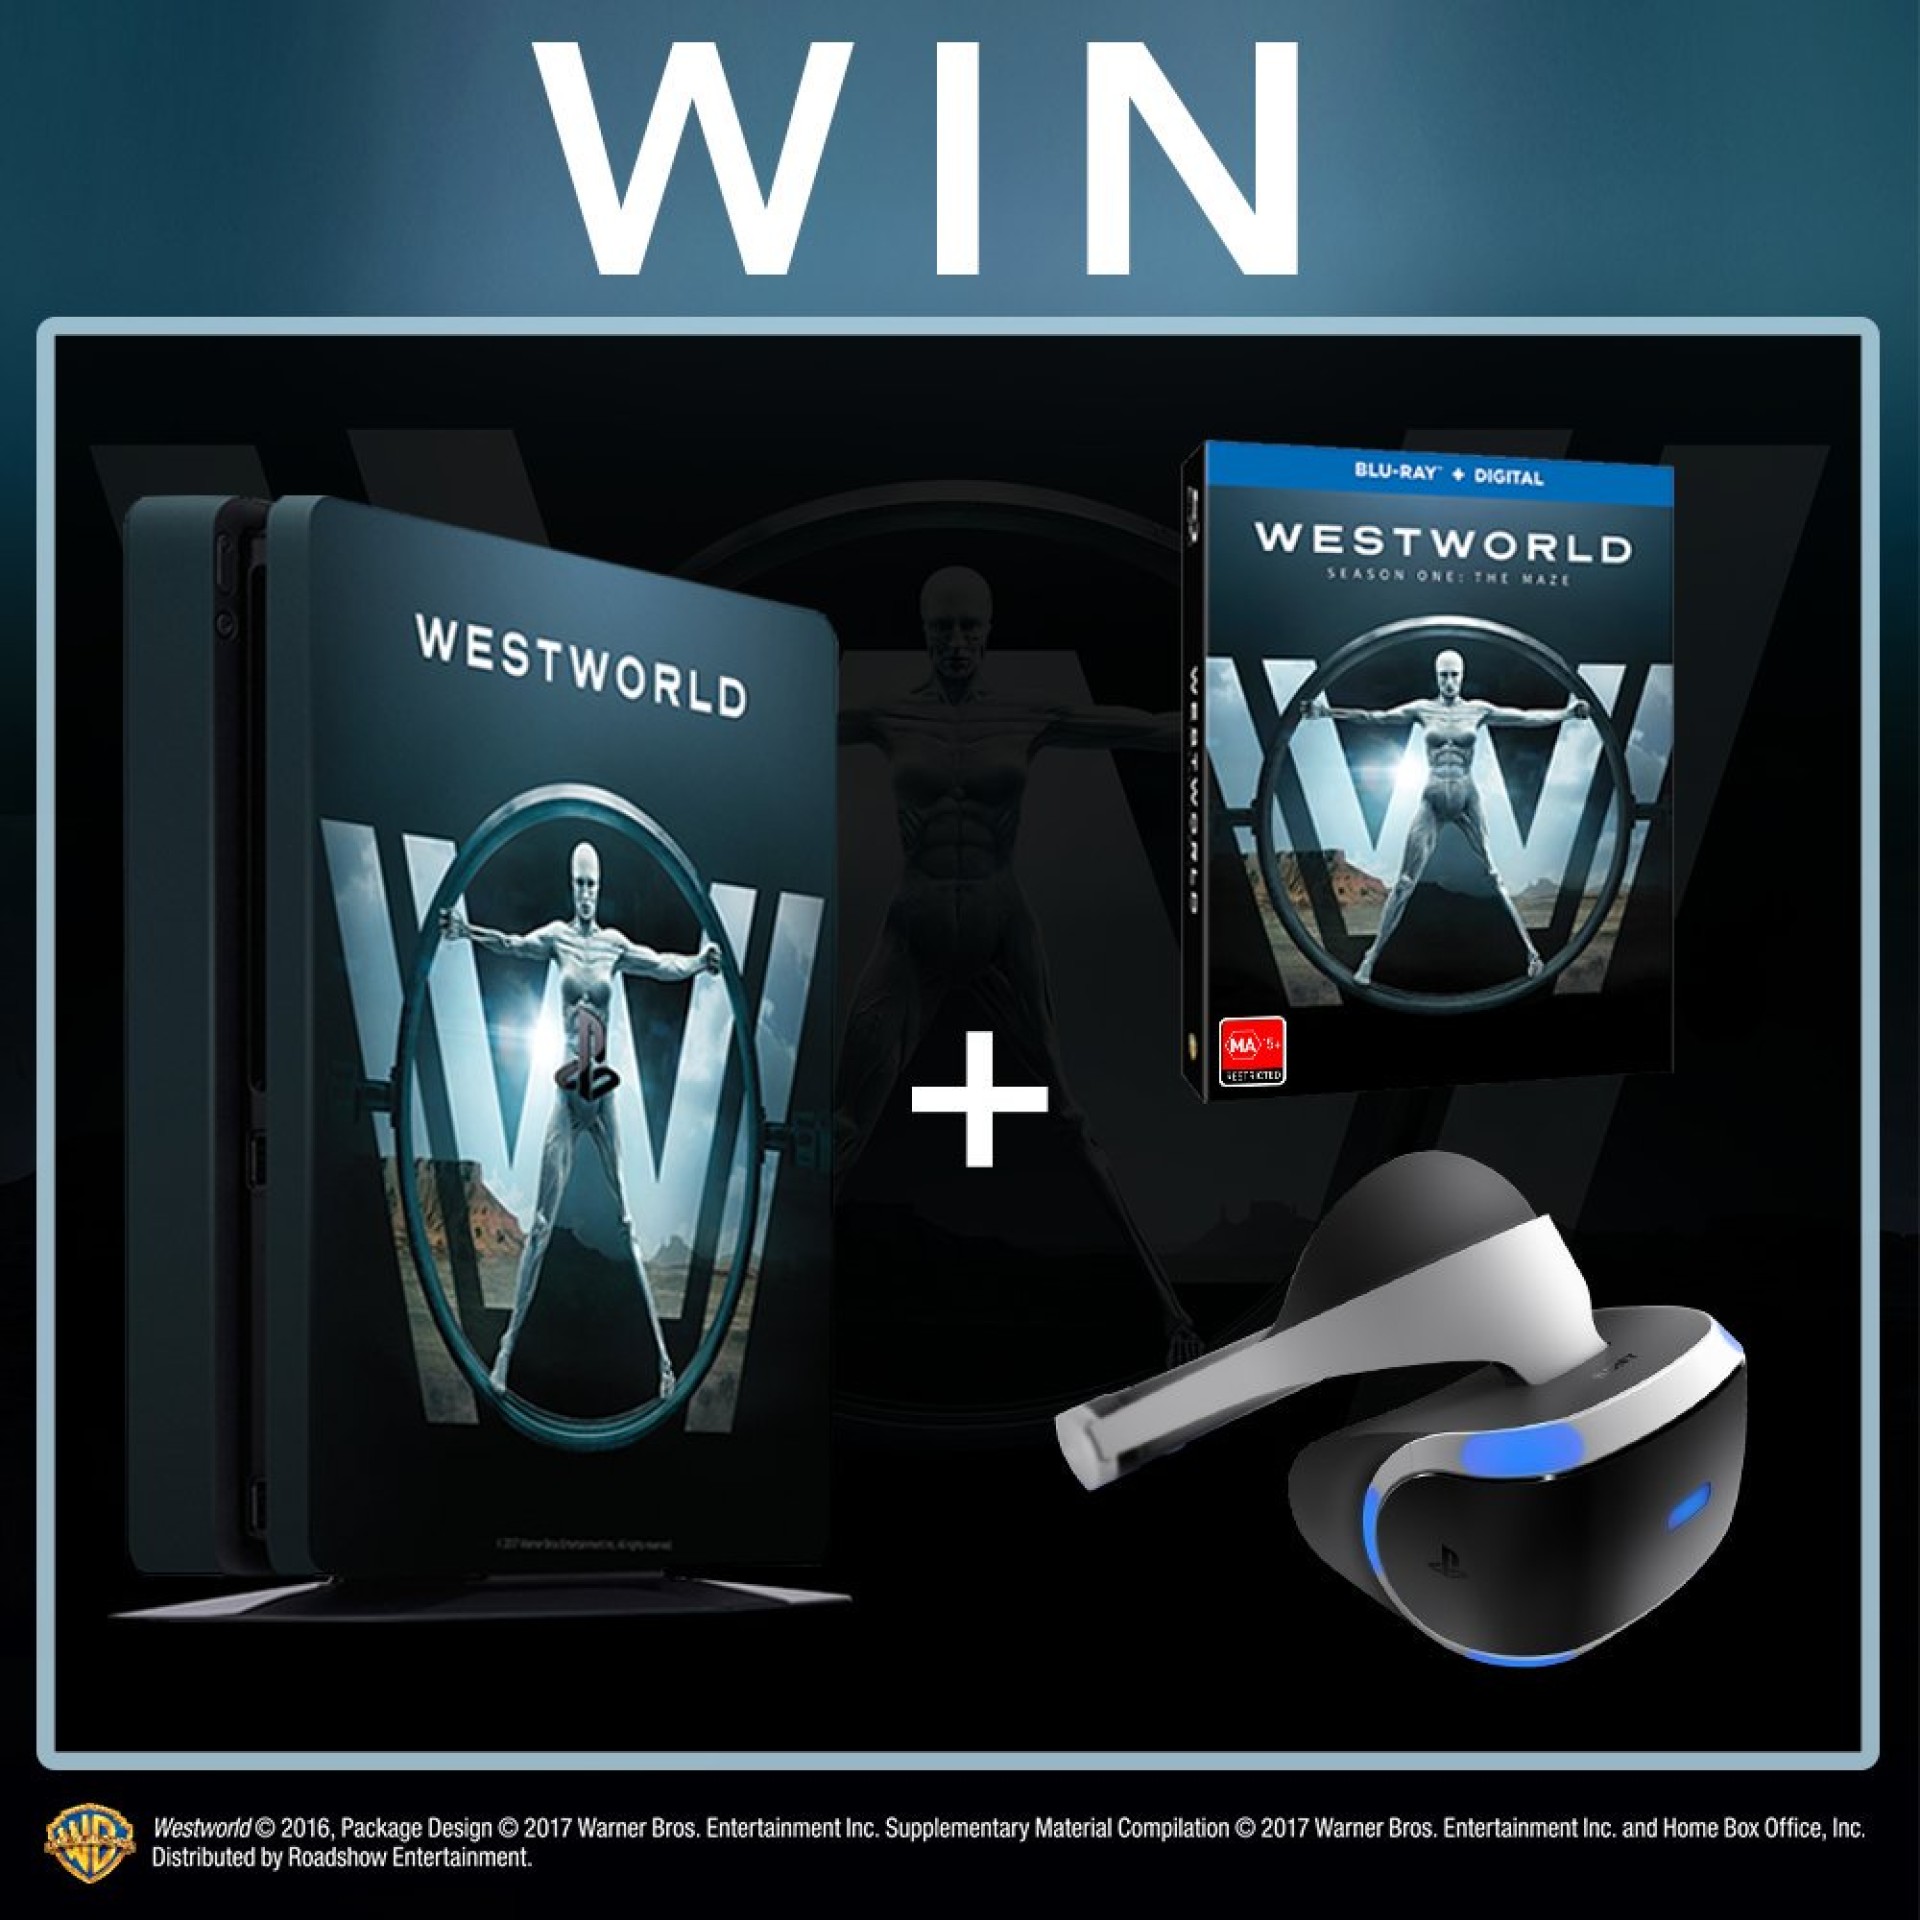 WIN
BLU-RAY™ + DIGITAL
WESTWORLD
SEASON ONE: THE MAZE
WESTWORLD
WESTWORLD
+
MA 15+
RESTRICTED
Westworld © 2016, Package Design © 2017 Warner Bros. Entertainment Inc. Supplementary Material Compilation © 2017 Warner Bros. Entertainment Inc. and Home Box Office, Inc.
Distributed by Roadshow Entertainment.